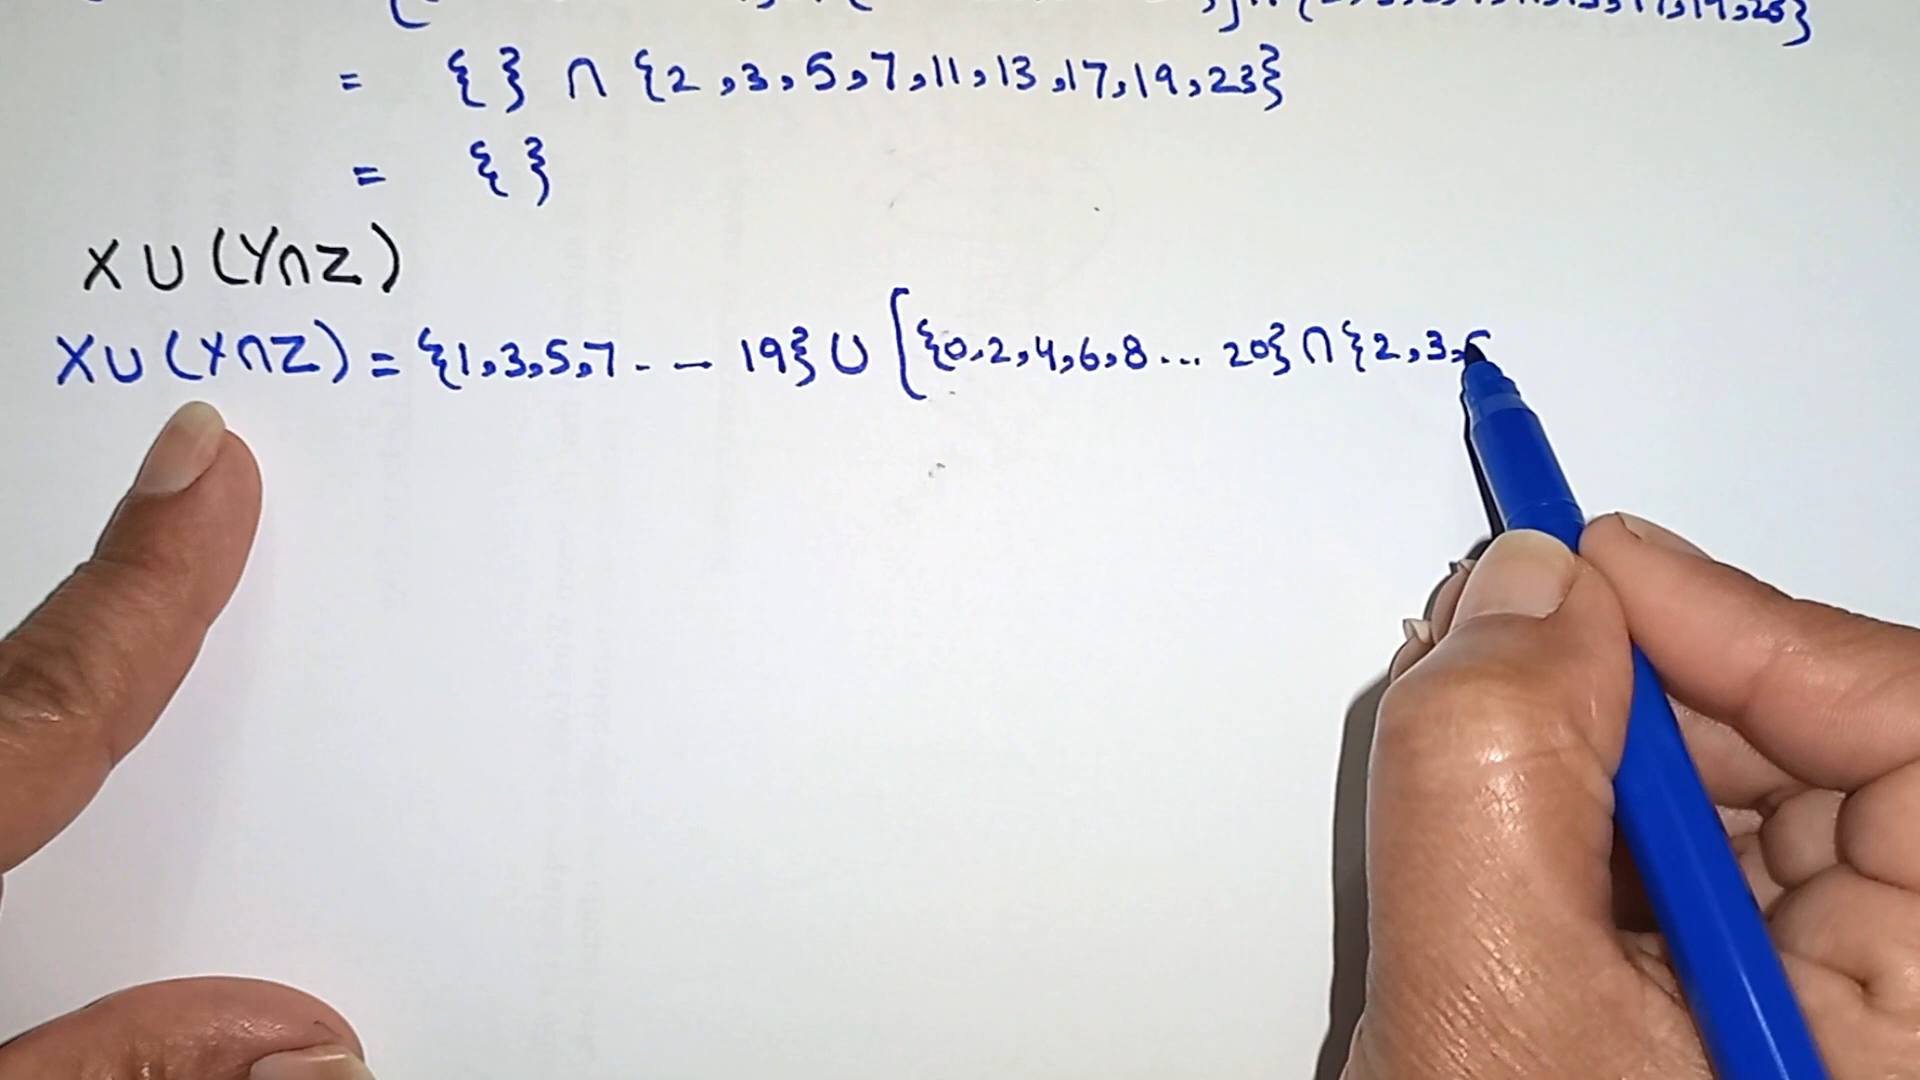 = { } ∩ {2,3,5,7,11,13,17,19,23}
= { }
X∪(Y∩Z)
X∪(Y∩Z) = {1,3,5,7- - 19} ∪ [{0,2,4,6,8... 20} ∩ {2,3,5